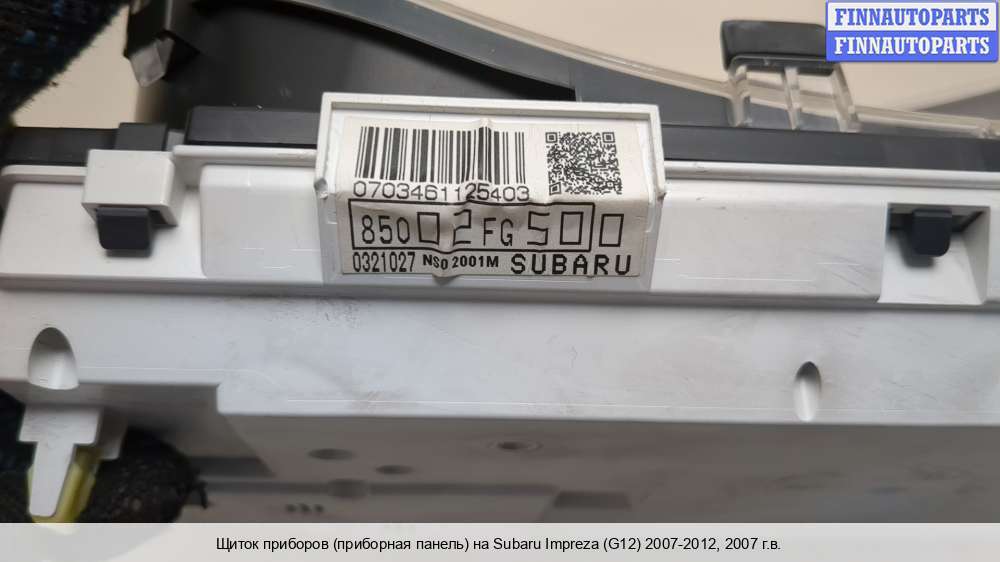 FINNAUTOPARTS
FINNAUTOPARTS
0703461125403
85002FG500
0321027 NS0 2001M SUBARU
Щиток приборов (приборная панель) на Subaru Impreza (G12) 2007-2012, 2007 г.в.